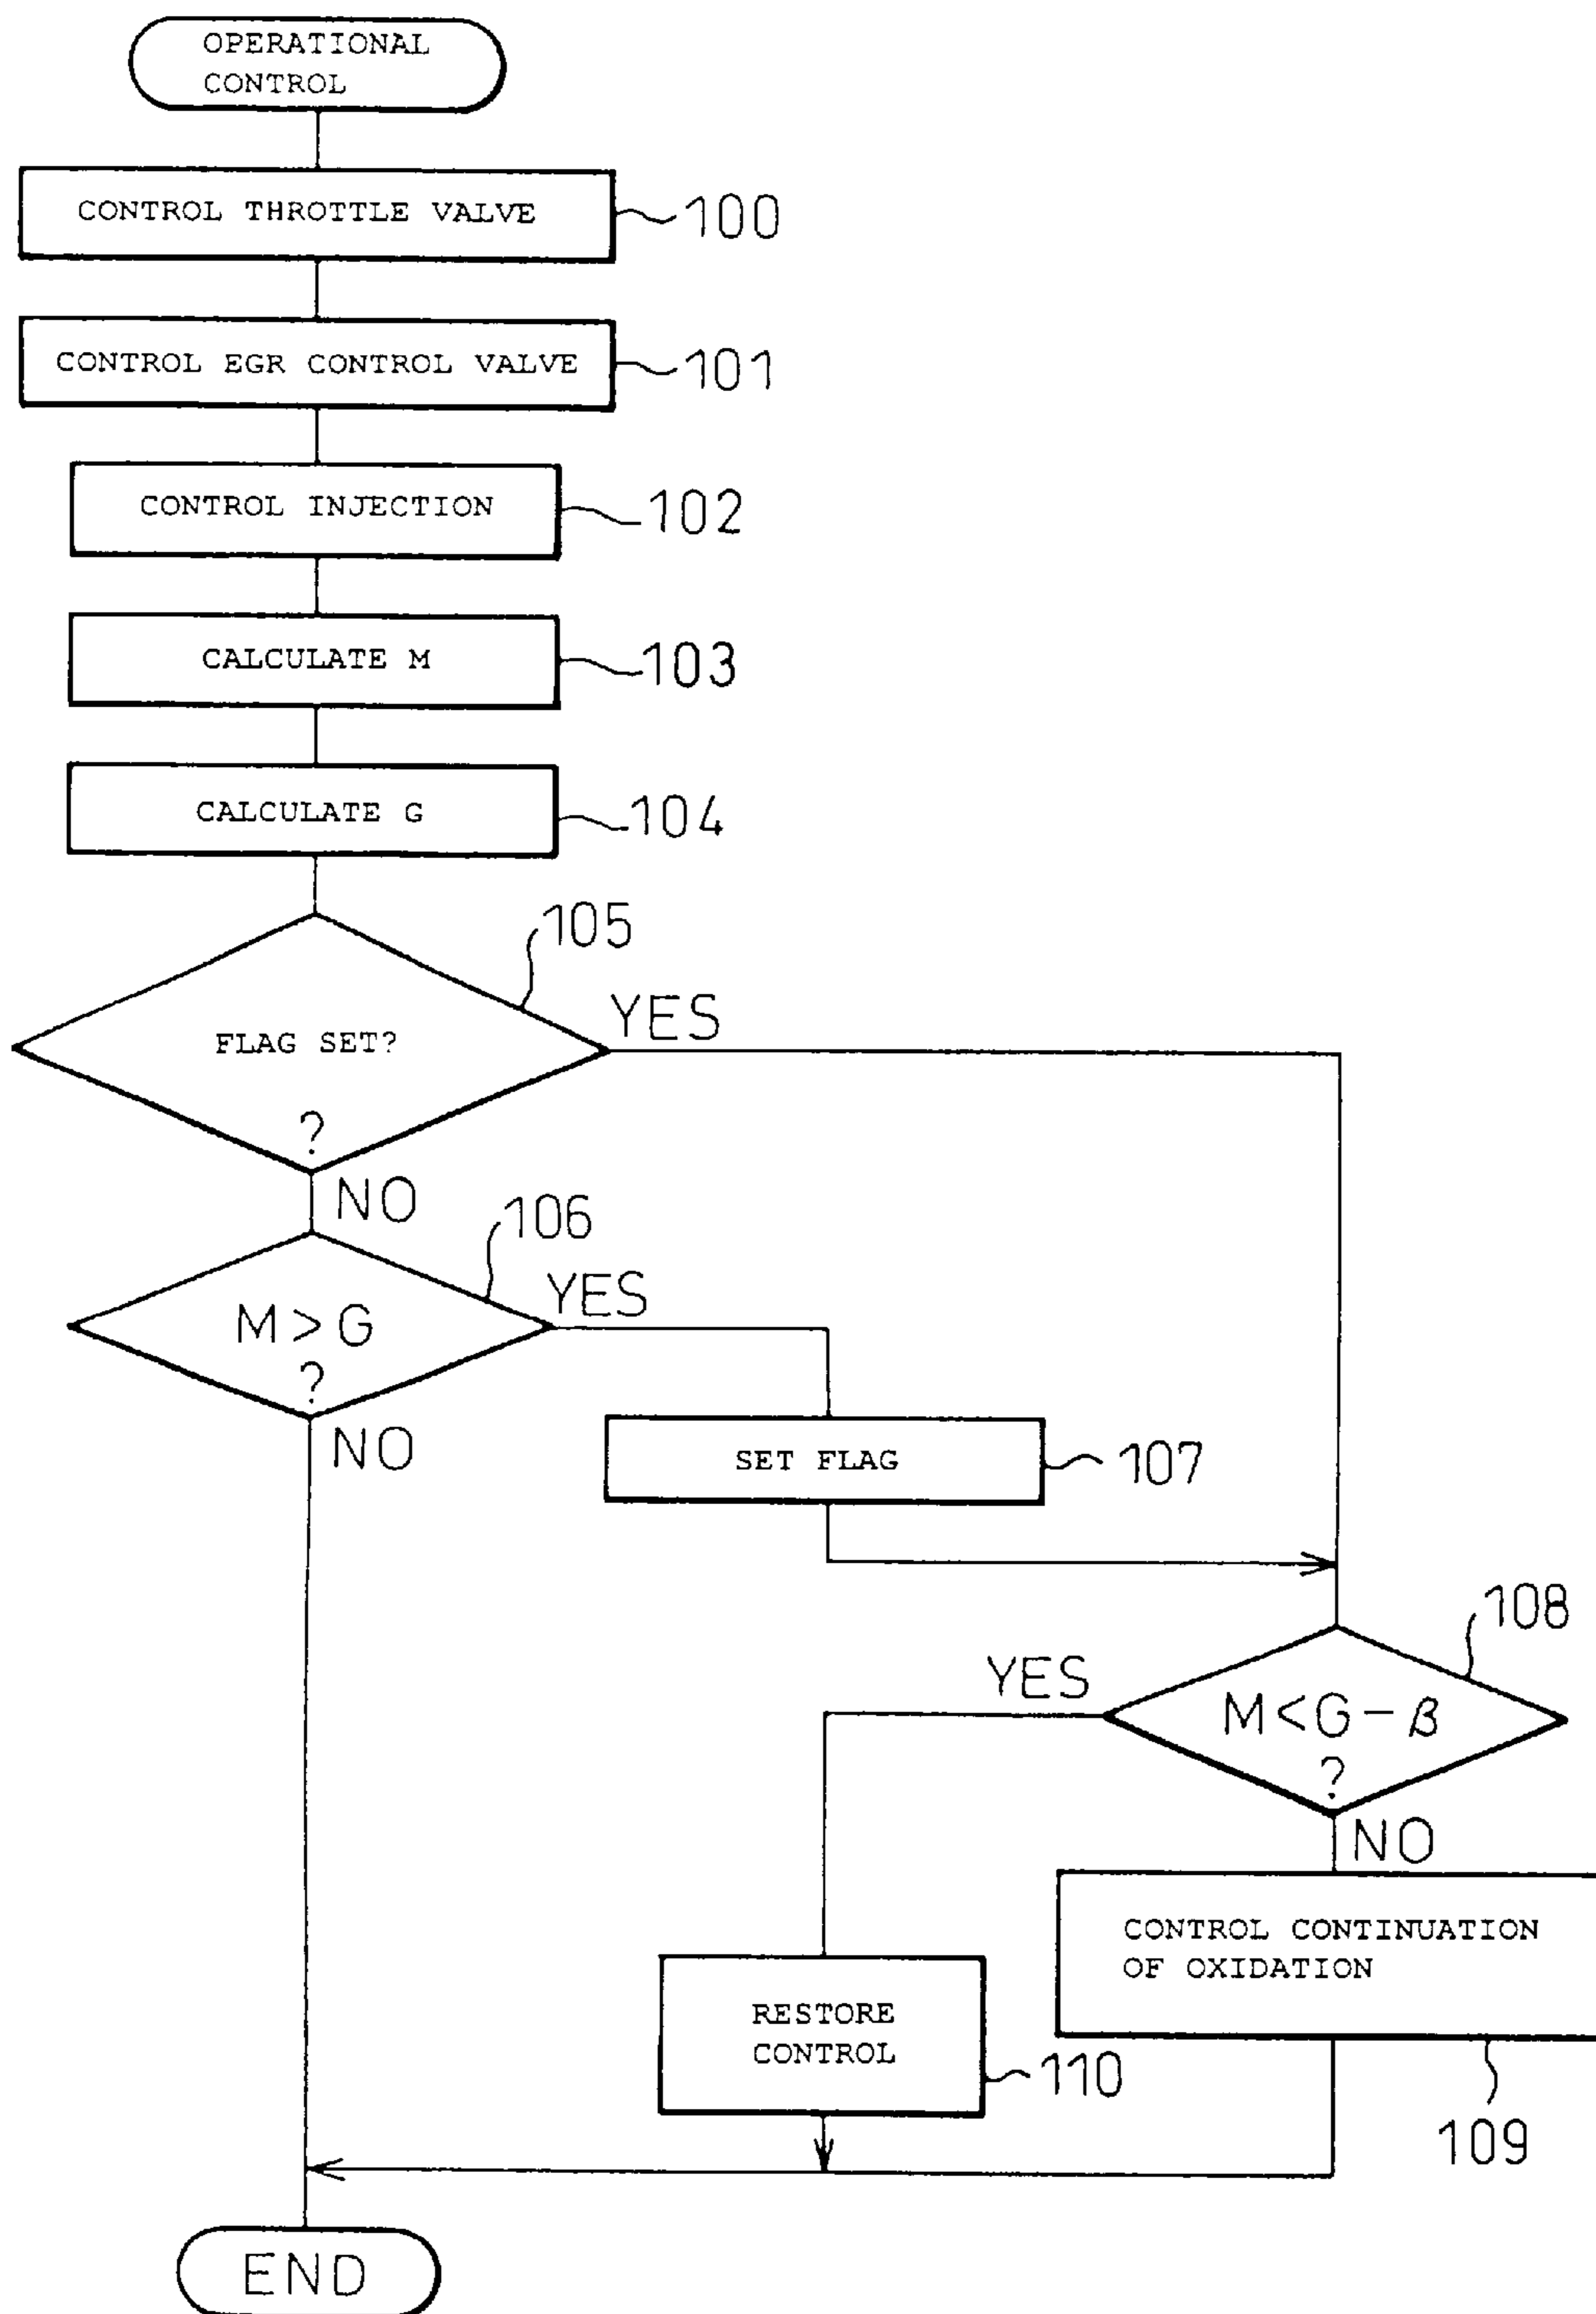 OPERATIONAL
CONTROL
CONTROL THROTTLE VALVE
100
CONTROL EGR CONTROL VALVE
101
CONTROL INJECTION
102
CALCULATE M
103
CALCULATE G
104
105
FLAG SET?
?
YES
NO
106
M>G
?
YES
NO
SET FLAG
107
108
YES
M<G-β
?
NO
CONTROL CONTINUATION
OF OXIDATION
109
RESTORE
CONTROL
110
END